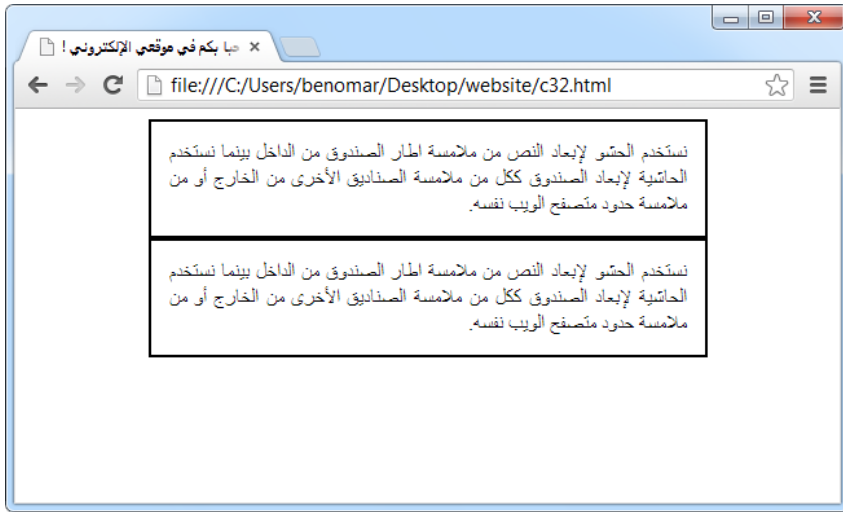 حبا بكم في موقعي الإلكتروني !
file:///C:/Users/benomar/Desktop/website/c32.html
نستخدم الحشو لإبعاد النص من ملامسة اطار الصندوق من الداخل بينما نستخدم
الحاشية لإبعاد الصندوق ككل من ملامسة الصناديق الأخرى من الخارج أو من
ملامسة حدود متصفح الويب نفسه.
نستخدم الحشو لإبعاد النص من ملامسة اطار الصندوق من الداخل بينما نستخدم
الحاشية لإبعاد الصندوق ككل من ملامسة الصناديق الأخرى من الخارج أو من
ملامسة حدود متصفح الويب نفسه.